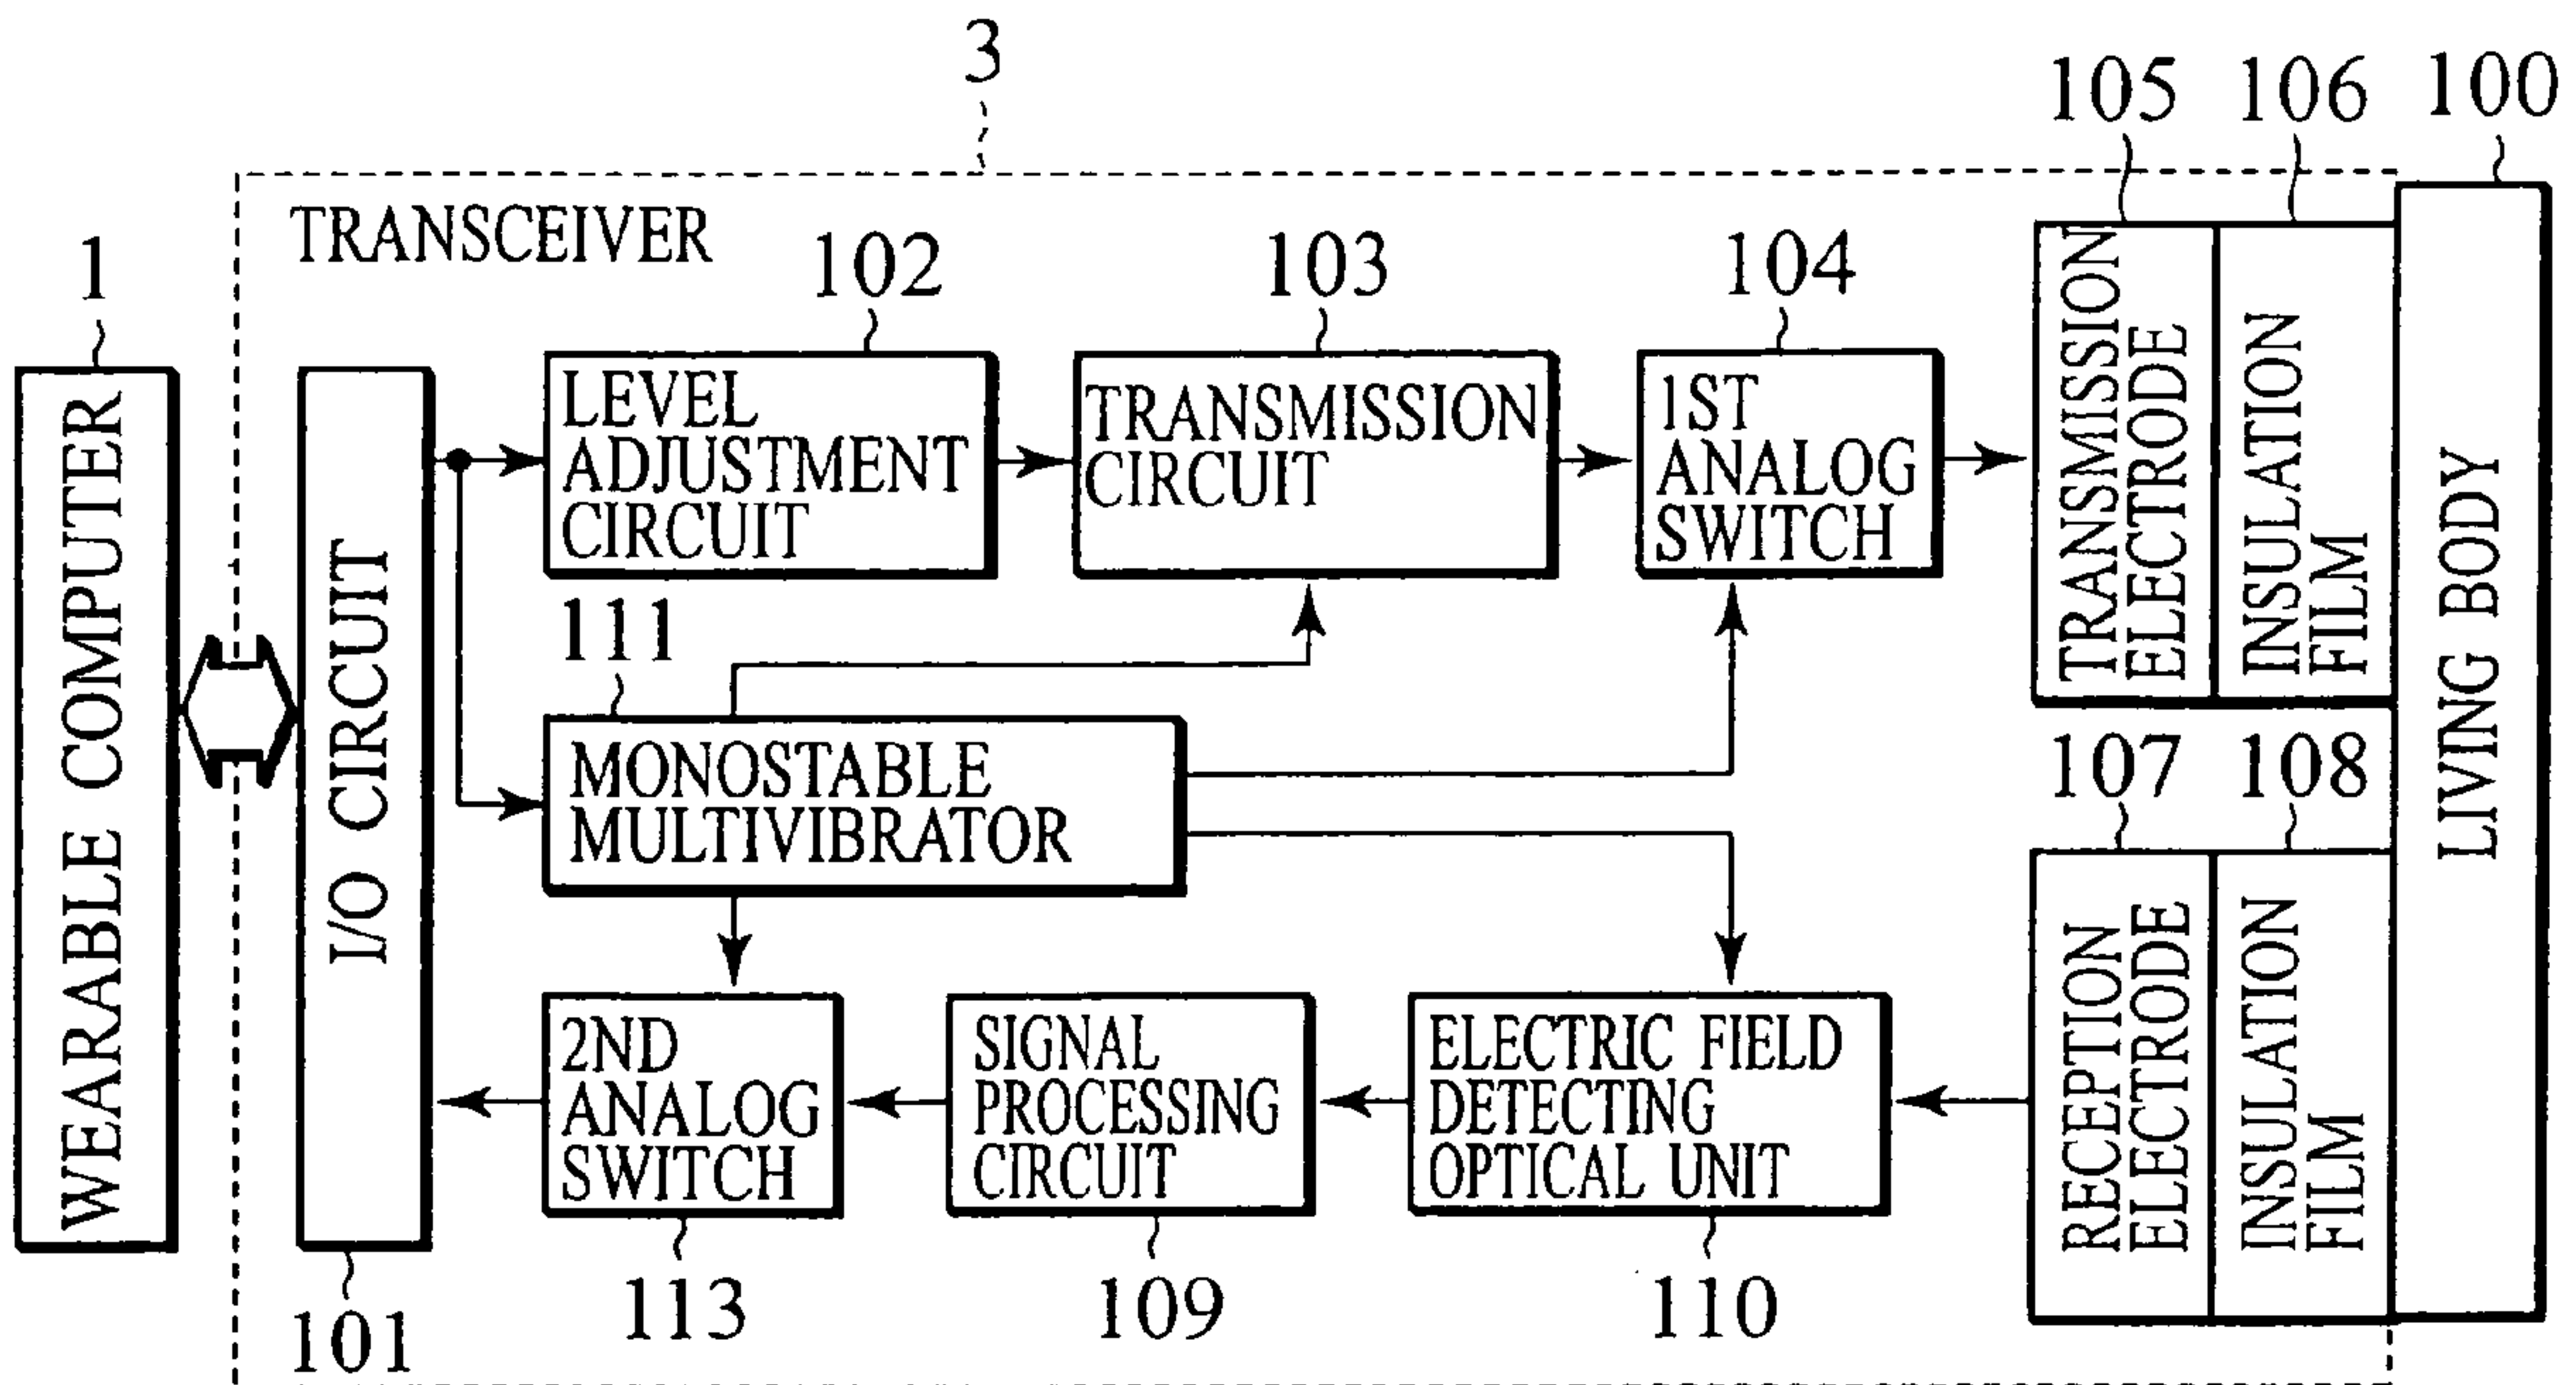 3
105
106
100
TRANSCEIVER
1
102
103
104
WEARABLE COMPUTER
I/O CIRCUIT
LEVEL
ADJUSTMENT
CIRCUIT
TRANSMISSION
CIRCUIT
1ST
ANALOG
SWITCH
TRANSMISSION
ELECTRODE
INSULATION
FILM
LIVING BODY
111
MONOSTABLE
MULTIVIBRATOR
107
108
2ND
ANALOG
SWITCH
SIGNAL
PROCESSING
CIRCUIT
ELECTRIC FIELD
DETECTING
OPTICAL UNIT
RECEPTION
ELECTRODE
INSULATION
FILM
101
113
109
110